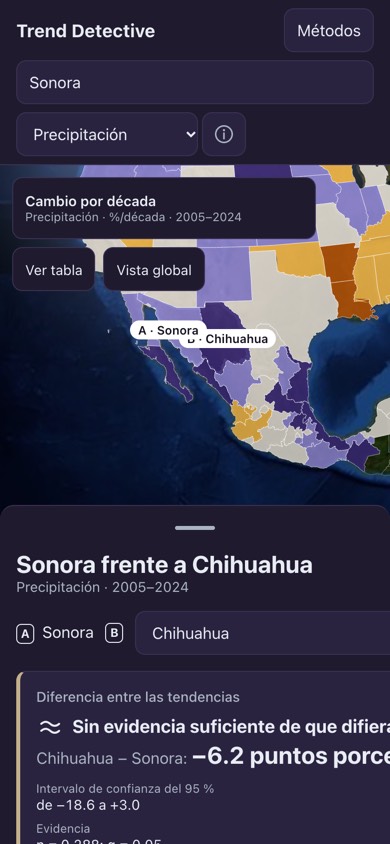 Trend Detective
Métodos
Sonora
Precipitación
Cambio por década
Precipitación · %/década · 2005–2024
Ver tabla
Vista global
A · Sonora
· Chihuahua
Sonora frente a Chihuahua
Precipitación · 2005–2024
A Sonora B Chihuahua
Diferencia entre las tendencias
≈ Sin evidencia suficiente de que
Chihuahua – Sonora: −6.2 puntos
Intervalo de confianza del 95 %
de −18.6 a +3.0
Evidencia